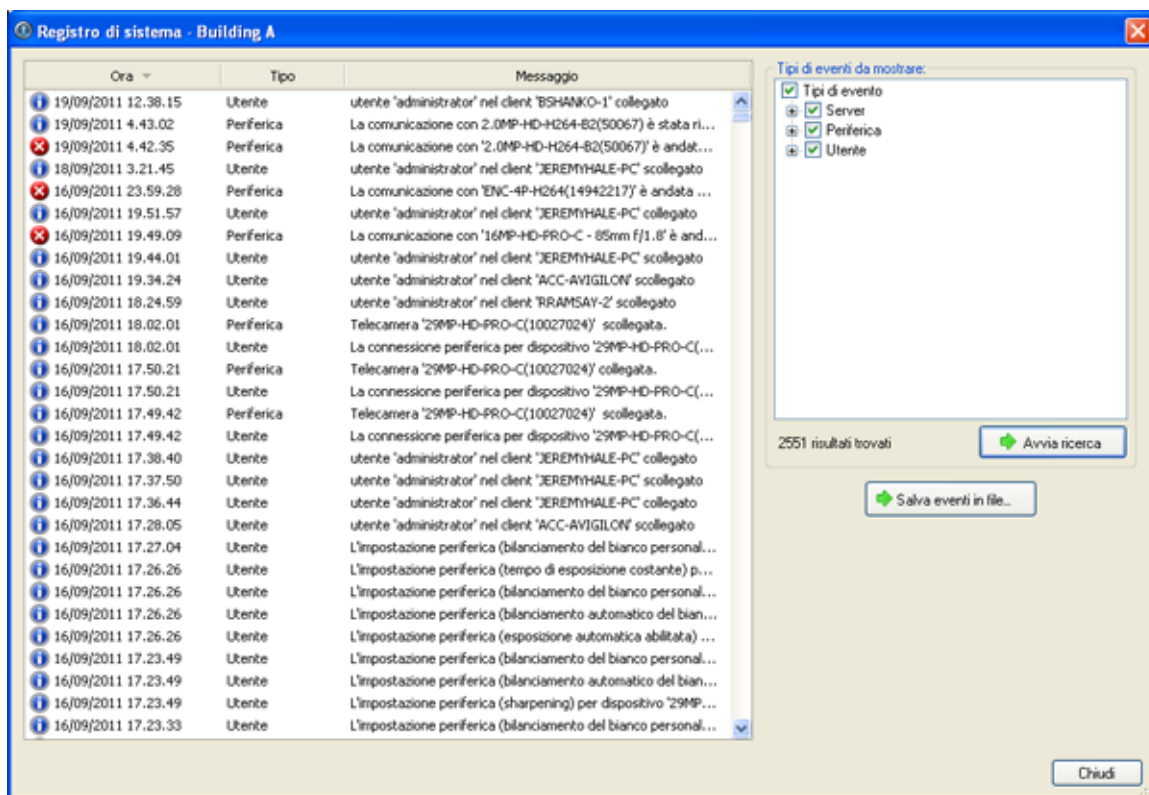 Registro di sistema - Building A
Ora Tipo Messaggio
19/09/2011 12.38.15 Utente utente 'administrator' nel client 'BSHANKO-1' collegato
19/09/2011 4.43.02 Periferica La comunicazione con 2.0MP-HD-H264-B2(50067) è stata ri...
19/09/2011 4.42.35 Periferica La comunicazione con '2.0MP-HD-H264-B2(50067)' è andat...
18/09/2011 3.21.45 Utente utente 'administrator' nel client 'JEREMYHALE-PC' scollegato
16/09/2011 23.59.28 Periferica La comunicazione con 'ENC-4P-H264(14942217)' è andata ...
16/09/2011 19.51.57 Utente utente 'administrator' nel client 'JEREMYHALE-PC' collegato
16/09/2011 19.49.09 Periferica La comunicazione con '16MP-HD-PRO-C - 85mm f/1.8' è and...
16/09/2011 19.44.01 Utente utente 'administrator' nel client 'JEREMYHALE-PC' scollegato
16/09/2011 19.34.24 Utente utente 'administrator' nel client 'ACC-AVIGILON' scollegato
16/09/2011 18.24.59 Utente utente 'administrator' nel client 'RRAMSAY-2' scollegato
16/09/2011 18.02.01 Periferica Telecamera '29MP-HD-PRO-C(10027024)' scollegata.
16/09/2011 18.02.01 Utente La connessione periferica per dispositivo '29MP-HD-PRO-C(...
16/09/2011 17.50.21 Periferica Telecamera '29MP-HD-PRO-C(10027024)' collegata.
16/09/2011 17.50.21 Utente La connessione periferica per dispositivo '29MP-HD-PRO-C(...
16/09/2011 17.49.42 Periferica Telecamera '29MP-HD-PRO-C(10027024)' scollegata.
16/09/2011 17.49.42 Utente La connessione periferica per dispositivo '29MP-HD-PRO-C(...
16/09/2011 17.38.40 Utente utente 'administrator' nel client 'JEREMYHALE-PC' collegato
16/09/2011 17.37.50 Utente utente 'administrator' nel client 'JEREMYHALE-PC' scollegato
16/09/2011 17.36.44 Utente utente 'administrator' nel client 'JEREMYHALE-PC' collegato
16/09/2011 17.28.05 Utente utente 'administrator' nel client 'ACC-AVIGILON' scollegato
16/09/2011 17.27.04 Utente L'impostazione periferica (bilanciamento del bianco personal...
16/09/2011 17.26.26 Utente L'impostazione periferica (tempo di esposizione costante) p...
16/09/2011 17.26.26 Utente L'impostazione periferica (bilanciamento del bianco personal...
16/09/2011 17.26.26 Utente L'impostazione periferica (bilanciamento automatico del bian...
16/09/2011 17.26.26 Utente L'impostazione periferica (esposizione automatica abilitata) ...
16/09/2011 17.23.49 Utente L'impostazione periferica (bilanciamento del bianco personal...
16/09/2011 17.23.49 Utente L'impostazione periferica (bilanciamento automatico del bian...
16/09/2011 17.23.49 Utente L'impostazione periferica (sharpening) per dispositivo '29MP...
16/09/2011 17.23.33 Utente L'impostazione periferica (bilanciamento del bianco personal...
Tipi di eventi da mostrare:
Tipi di evento
Server
Periferica
Utente
2551 risultati trovati
Avvia ricerca
Salva eventi in file...
Chiudi